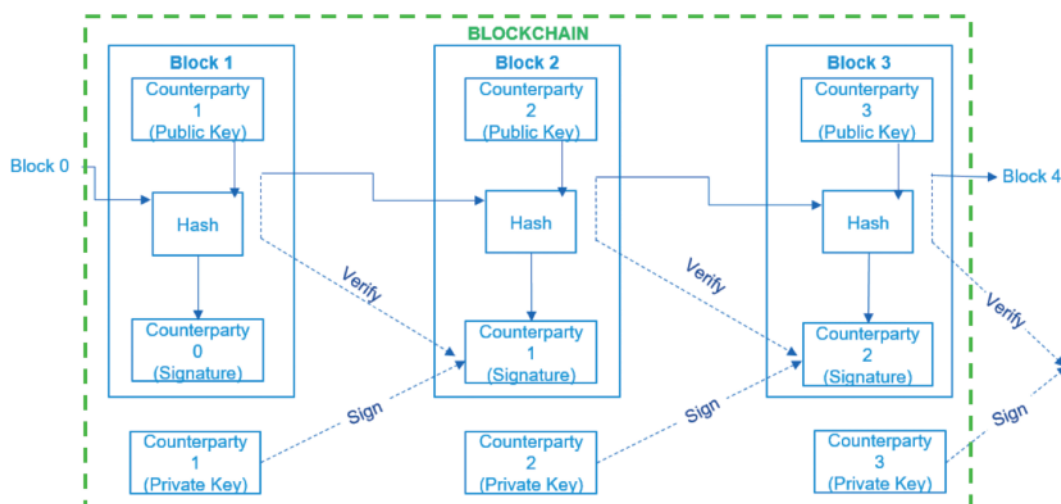 BLOCKCHAIN
Block 1
Counterparty
1
(Public Key)
Hash
Counterparty
0
(Signature)
Block 2
Counterparty
2
(Public Key)
Hash
Counterparty
1
(Signature)
Block 3
Counterparty
3
(Public Key)
Hash
Counterparty
2
(Signature)
Block 0
Block 4
Verify
Verify
Verify
Sign
Sign
Sign
Counterparty
1
(Private Key)
Counterparty
2
(Private Key)
Counterparty
3
(Private Key)